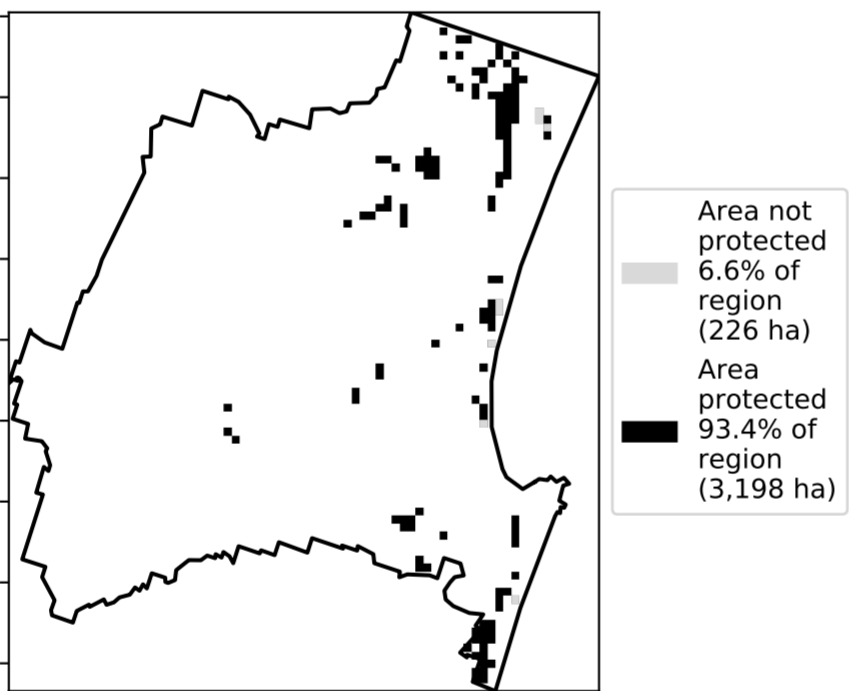 Area not
protected
6.6% of
region
(226 ha)
Area
protected
93.4% of
region
(3,198 ha)